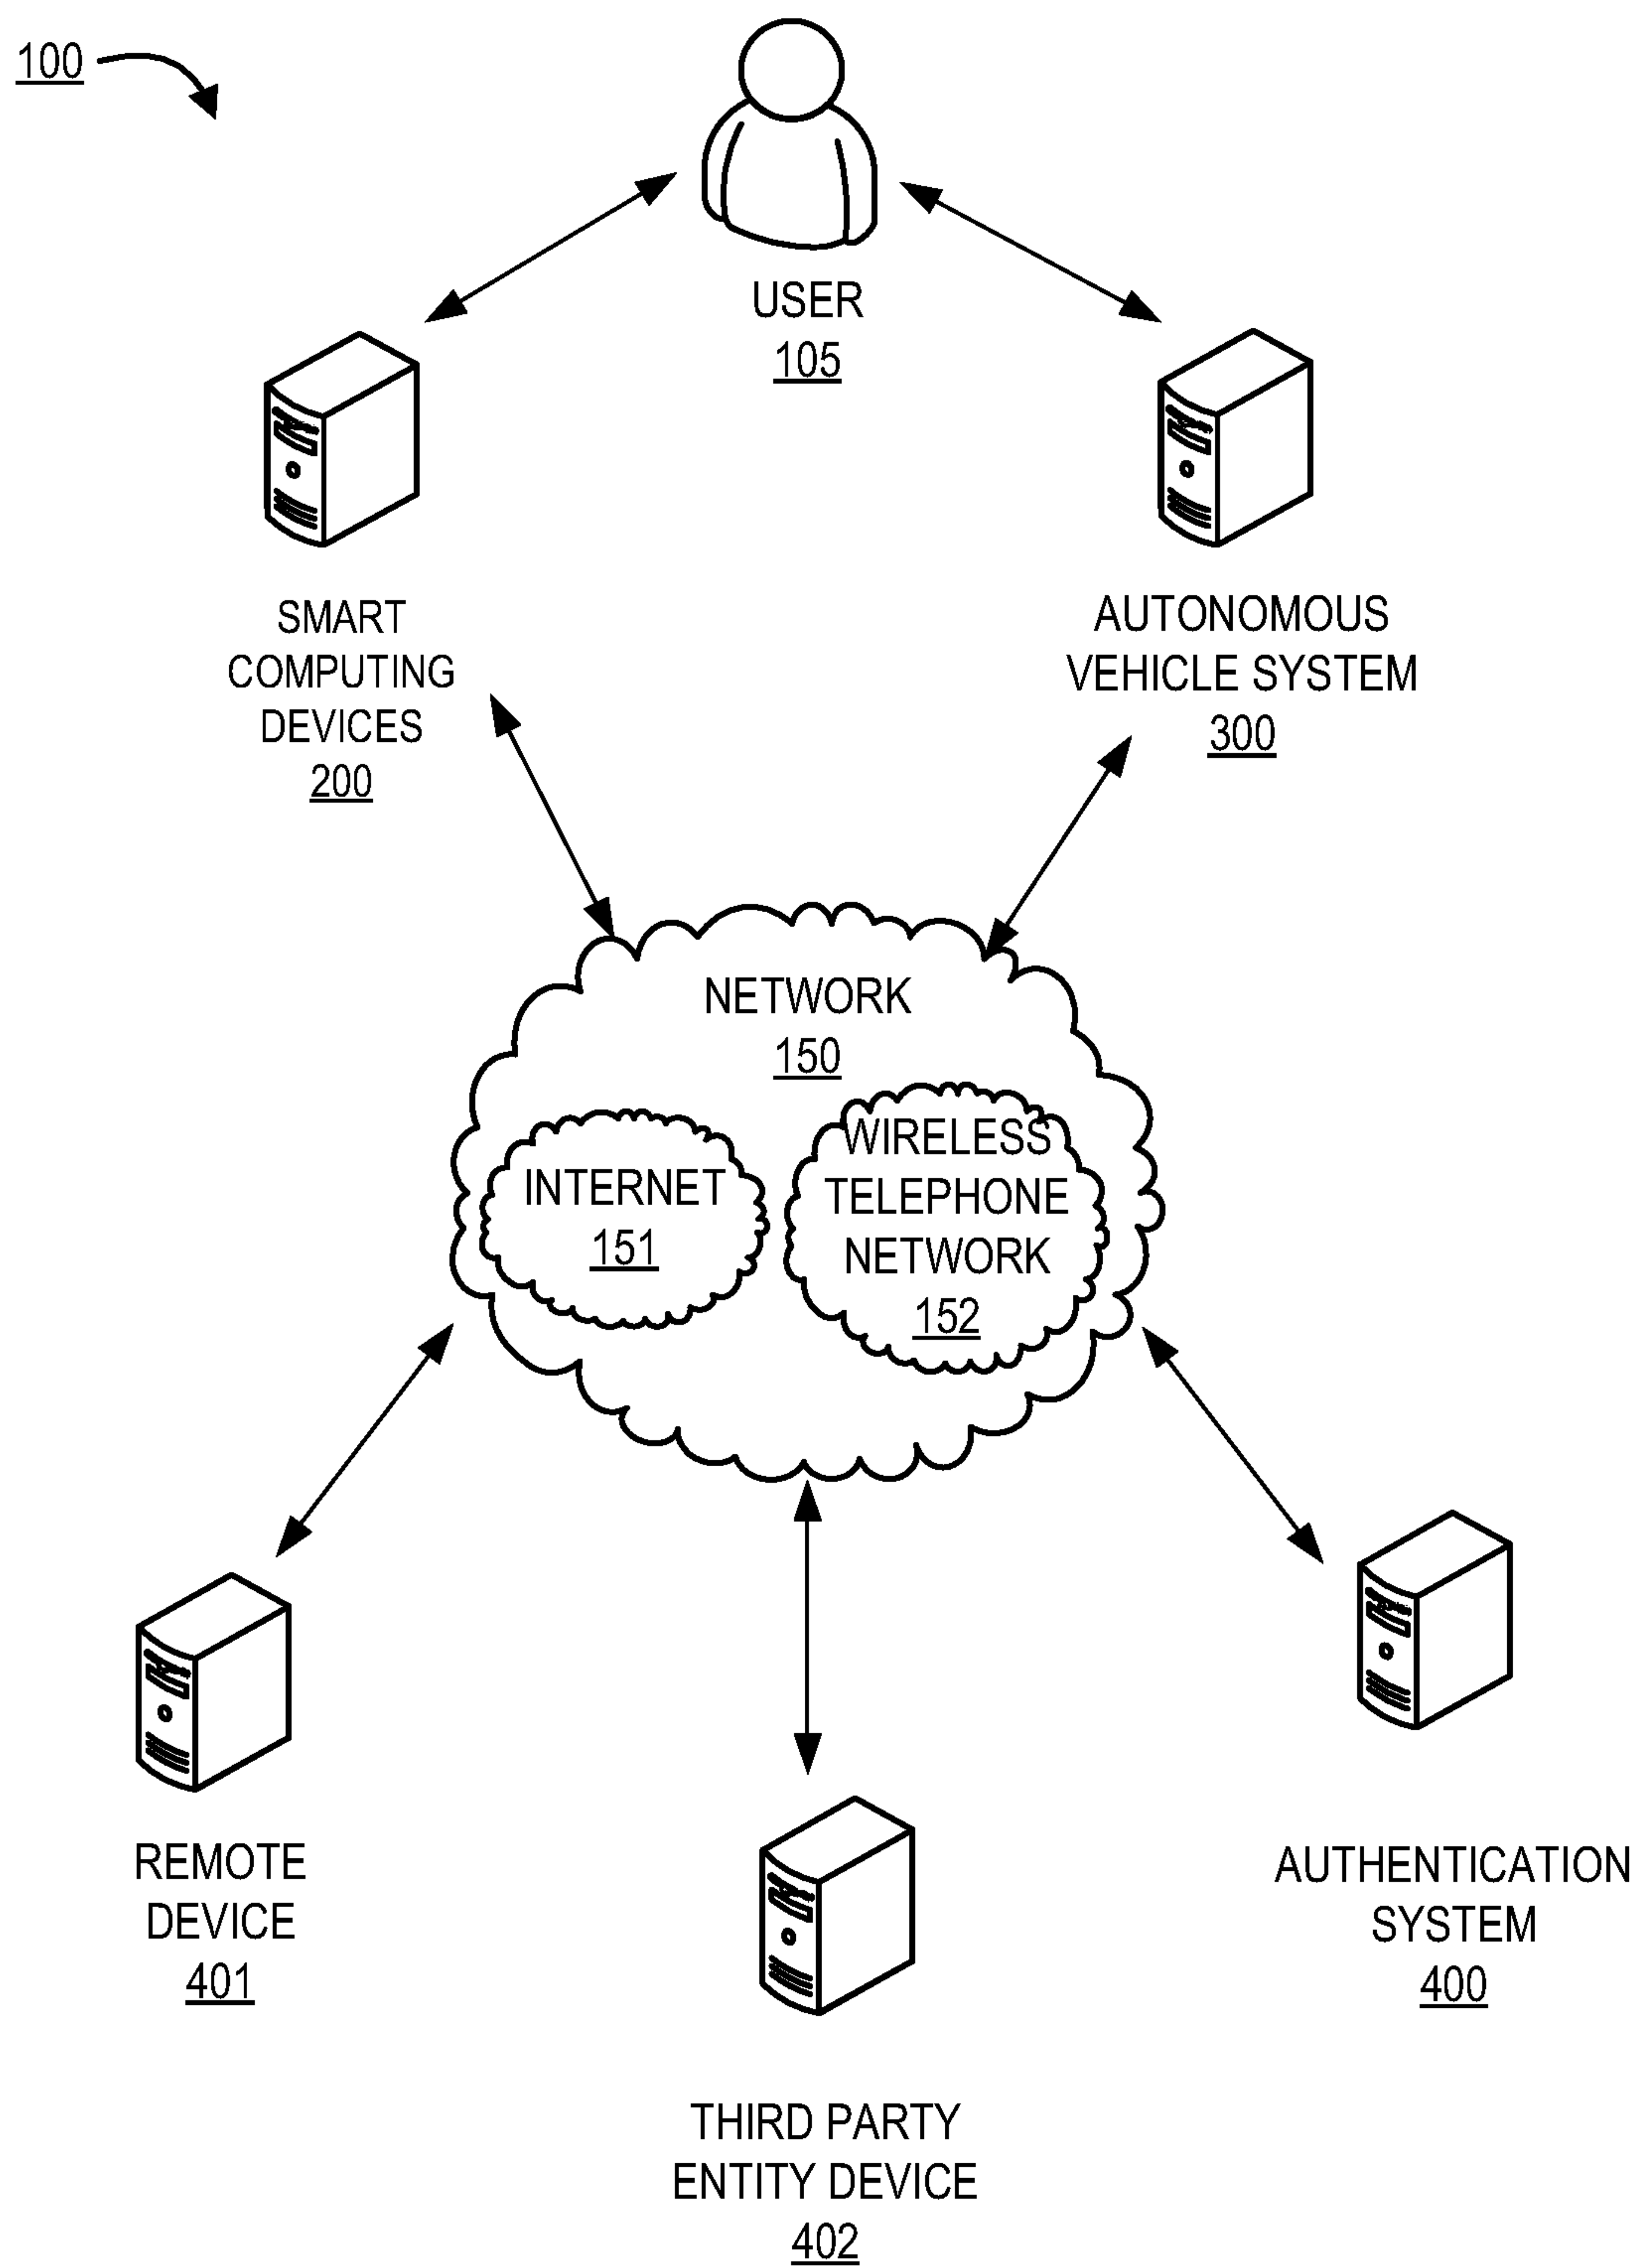 100
USER
105
SMART
COMPUTING
DEVICES
200
AUTONOMOUS
VEHICLE SYSTEM
300
NETWORK
150
INTERNET
151
WIRELESS
TELEPHONE
NETWORK
152
REMOTE
DEVICE
401
THIRD PARTY
ENTITY DEVICE
402
AUTHENTICATION
SYSTEM
400